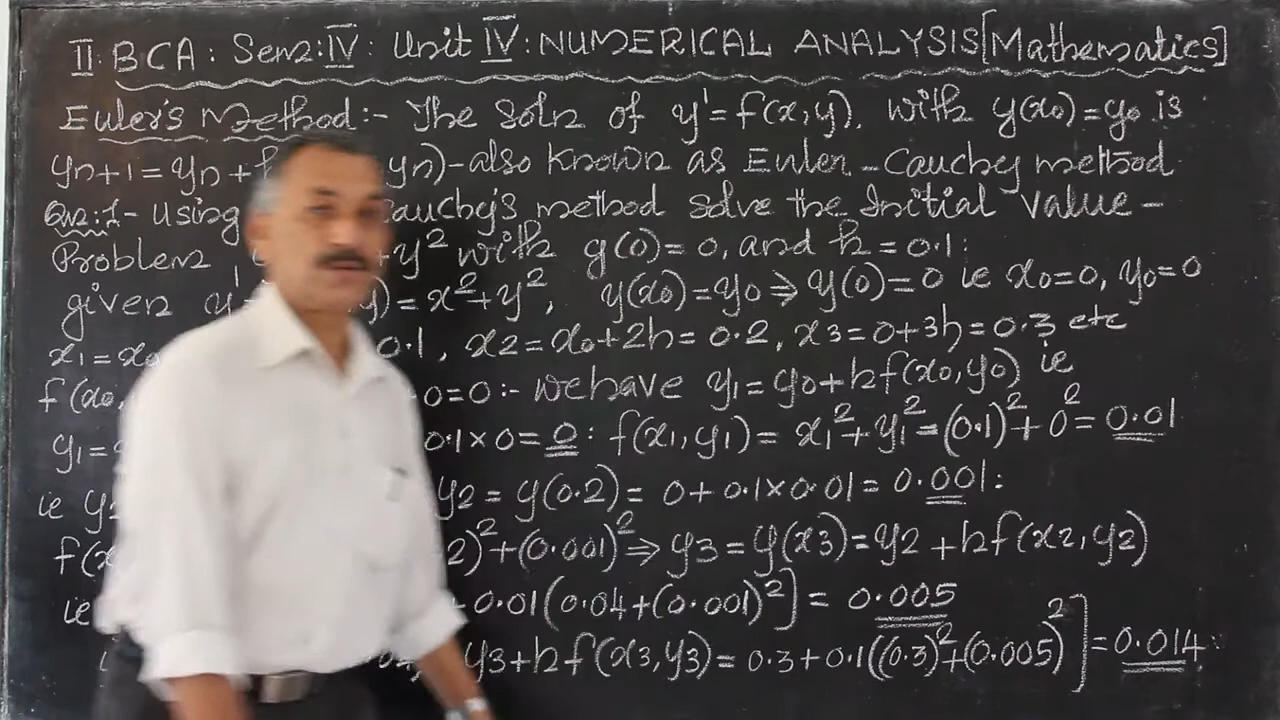 II BCA: Sem:IV: Unit IV: NUMERICAL ANALYSIS[Mathematics]
Euler's Method:- The Soln of y' = f(x,y). with y(x0)=y0 is
yn+1 = yn + yn)-also Known as Euler-Cauchy method
Qn:1- Using Cauchy's method solve the Initial value-
Problem +y² with y(0)=0, and h=0.1:
given y' )=x²+y², y(x0)=y0⇒y(0)=0 ie x0=0, y0=0
x1=x0 0.1, x2=x0+2h=0.2, x3=0+3h=0.3 etc
f(x0, 0=0:- we have y1=y0+hf(x0,y0) ie
y1= 0.1×0=0: f(x1,y1)= x1²+y1²=(0.1)²+0²=0.01
ie y2 y2=y(0.2)= 0+0.1×0.01=0.001:
f(x 2)²+(0.001)²⇒y3=y(x3)=y2+hf(x2,y2)
ie 0.01(0.04+(0.001)²]= 0.005
y3+hf(x3,y3)= 0.3+0.1((0.3)²+(0.005)²]=0.014: